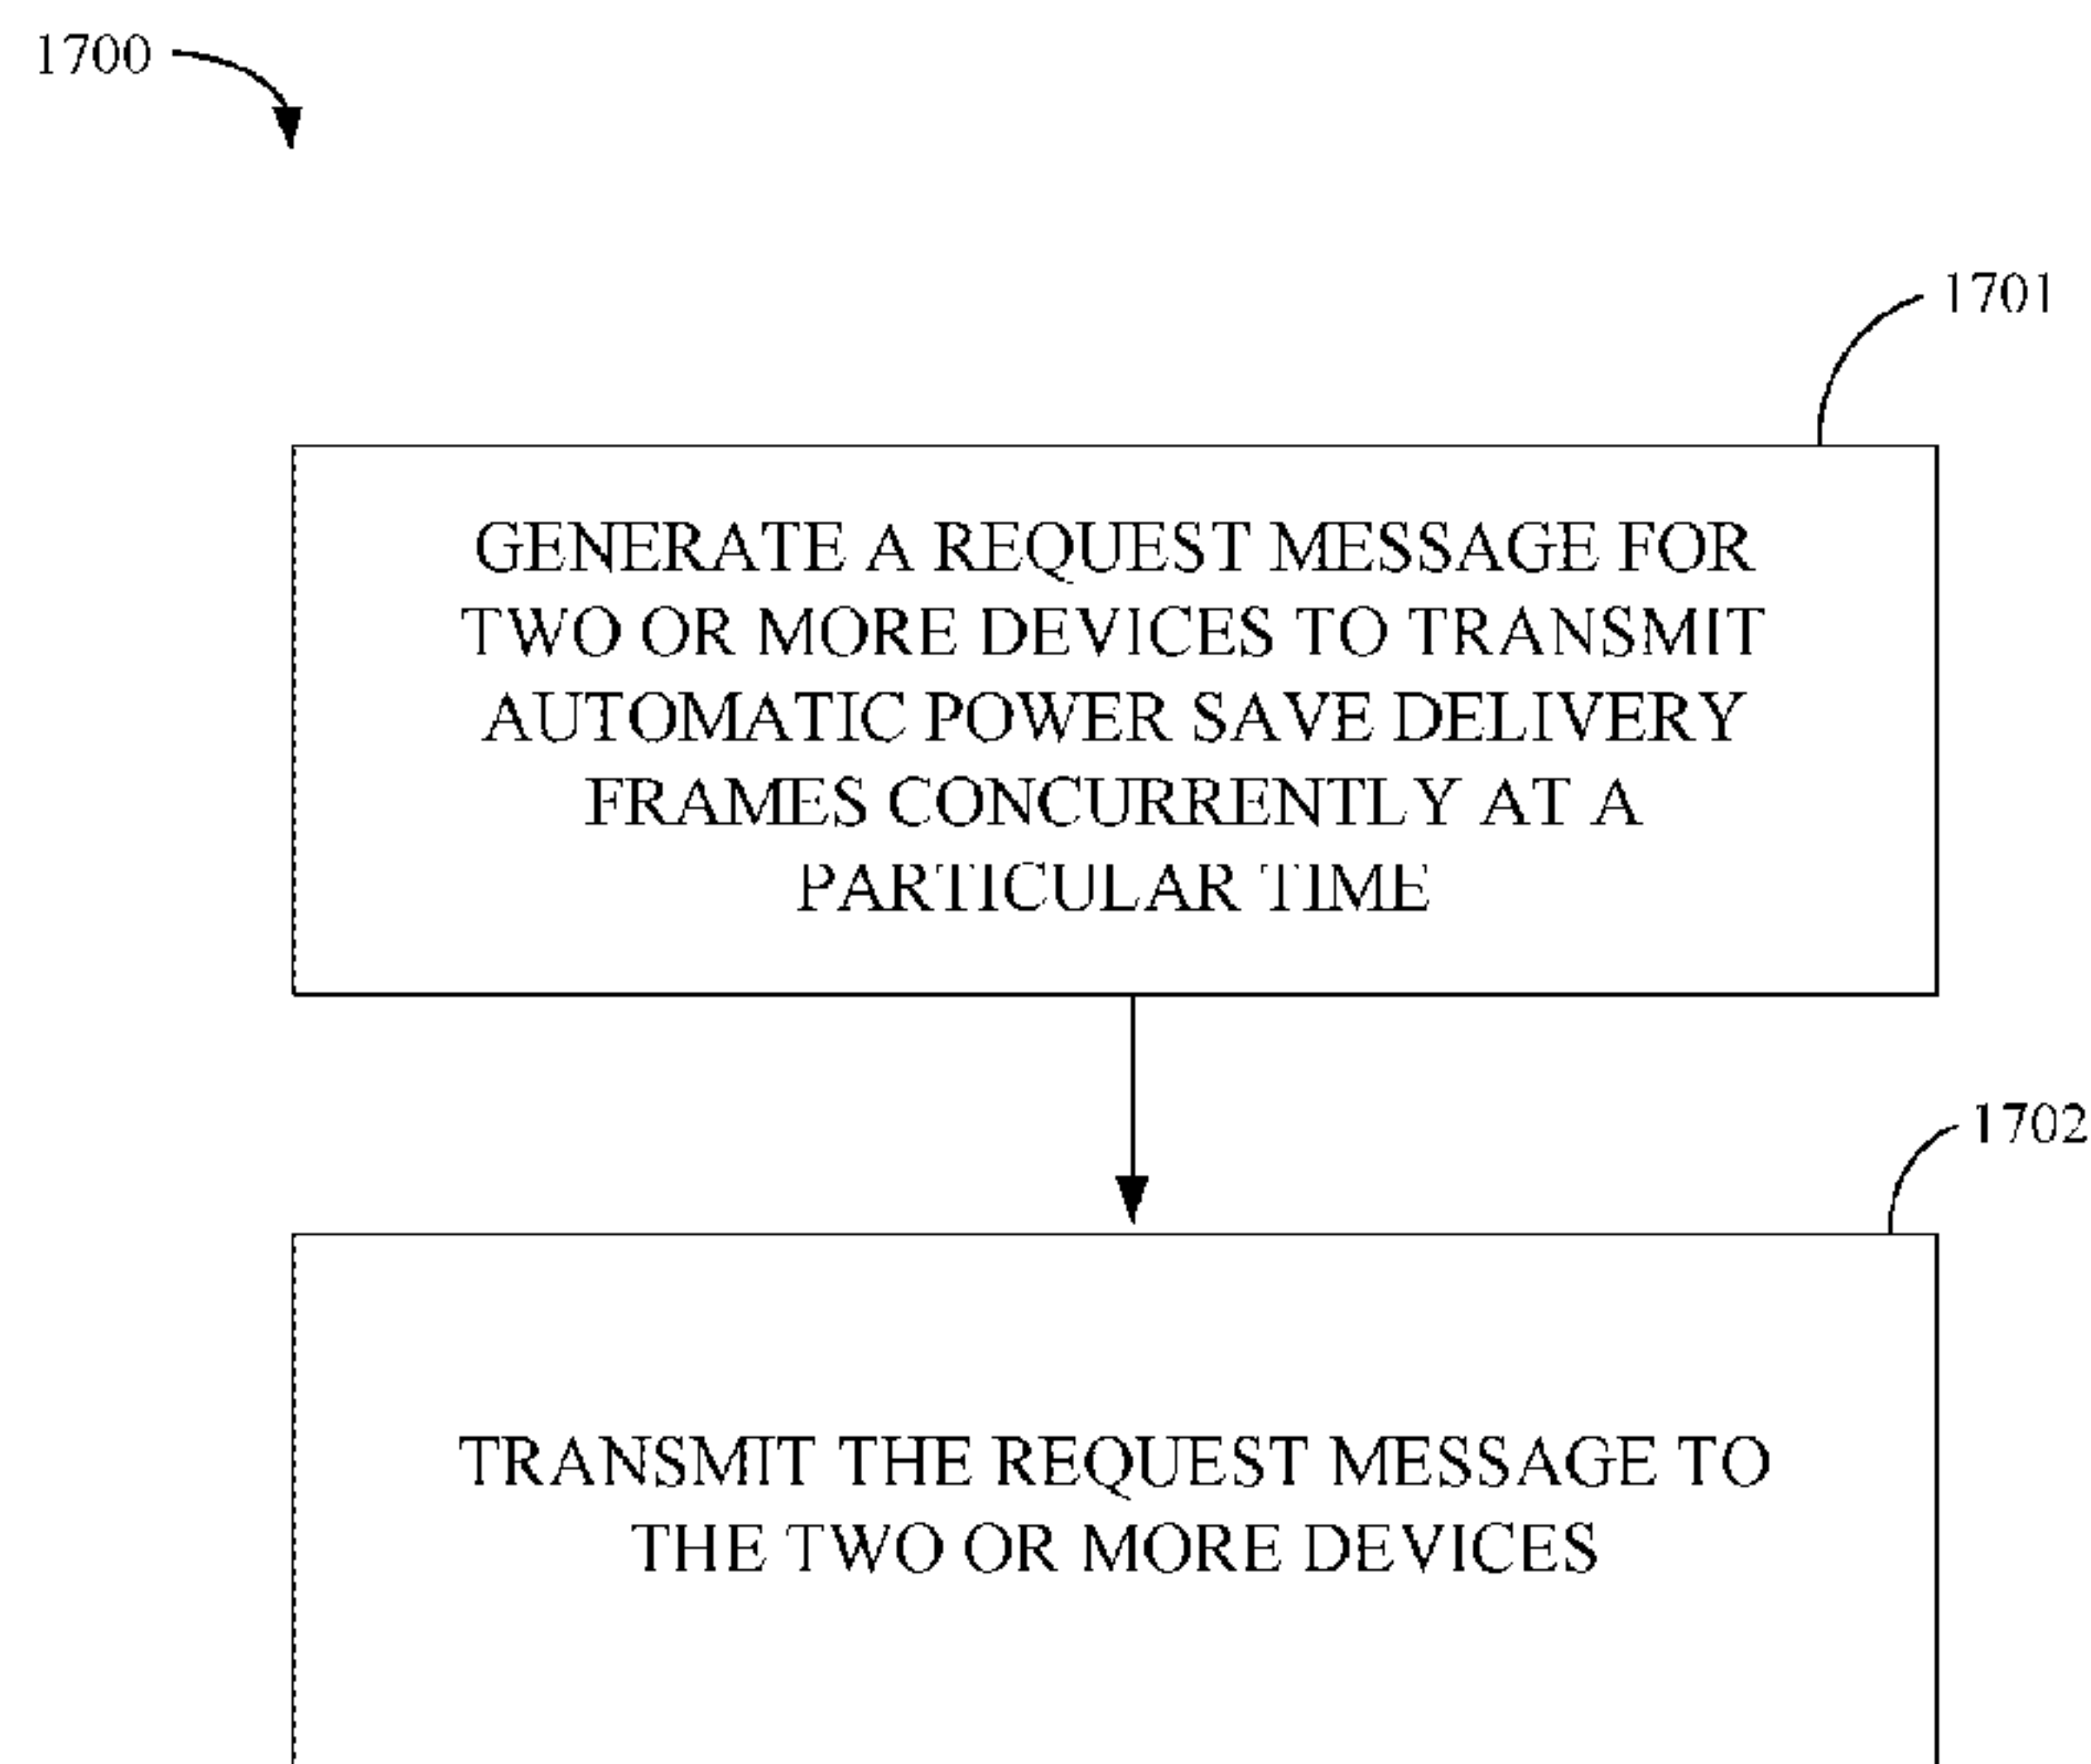 1700
1701
GENERATE A REQUEST MESSAGE FOR
TWO OR MORE DEVICES TO TRANSMIT
AUTOMATIC POWER SAVE DELIVERY
FRAMES CONCURRENTLY AT A
PARTICULAR TIME
1702
TRANSMIT THE REQUEST MESSAGE TO
THE TWO OR MORE DEVICES